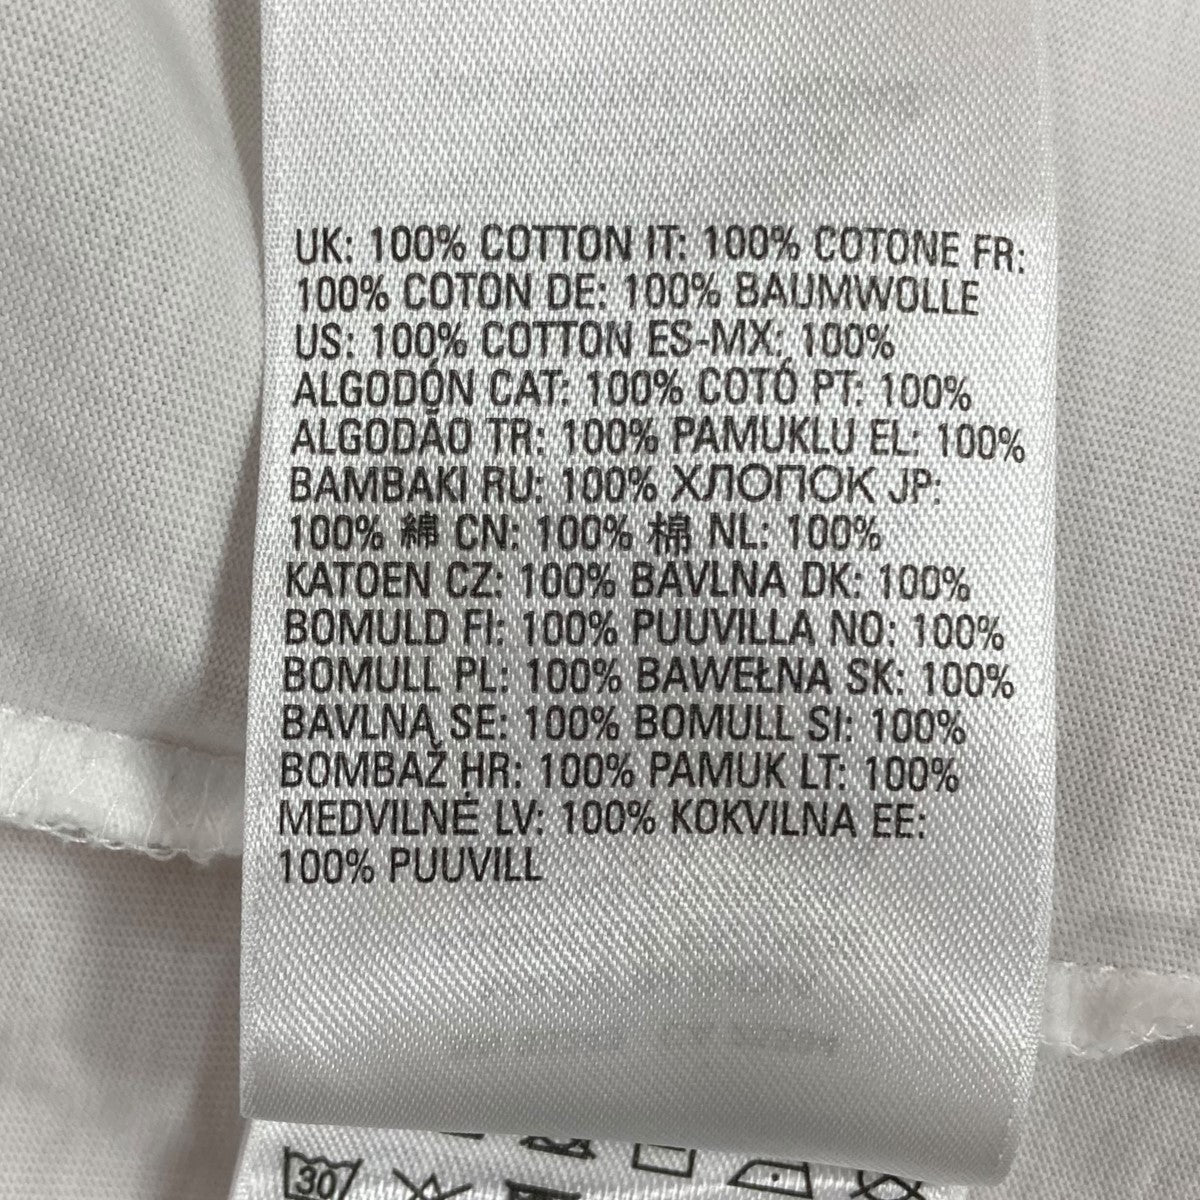 UK: 100% COTTON IT: 100% COTONE FR:
100% COTON DE: 100% BAUMWOLLE
US: 100% COTTON ES-MX: 100%
ALGODÓN CAT: 100% COTÓ PT: 100%
ALGODÃO TR: 100% PAMUKLU EL: 100%
BAMBAKI RU: 100% ХЛОПОК JP:
100% 綿 CN: 100% 棉 NL: 100%
KATOEN CZ: 100% BAVLNA DK: 100%
BOMULD FI: 100% PUUVILLA NO: 100%
BOMULL PL: 100% BAWEŁNA SK: 100%
BAVLNA SE: 100% BOMULL SI: 100%
BOMBAŽ HR: 100% PAMUK LT: 100%
MEDVILNĖ LV: 100% KOKVILNA EE:
100% PUUVILL
30